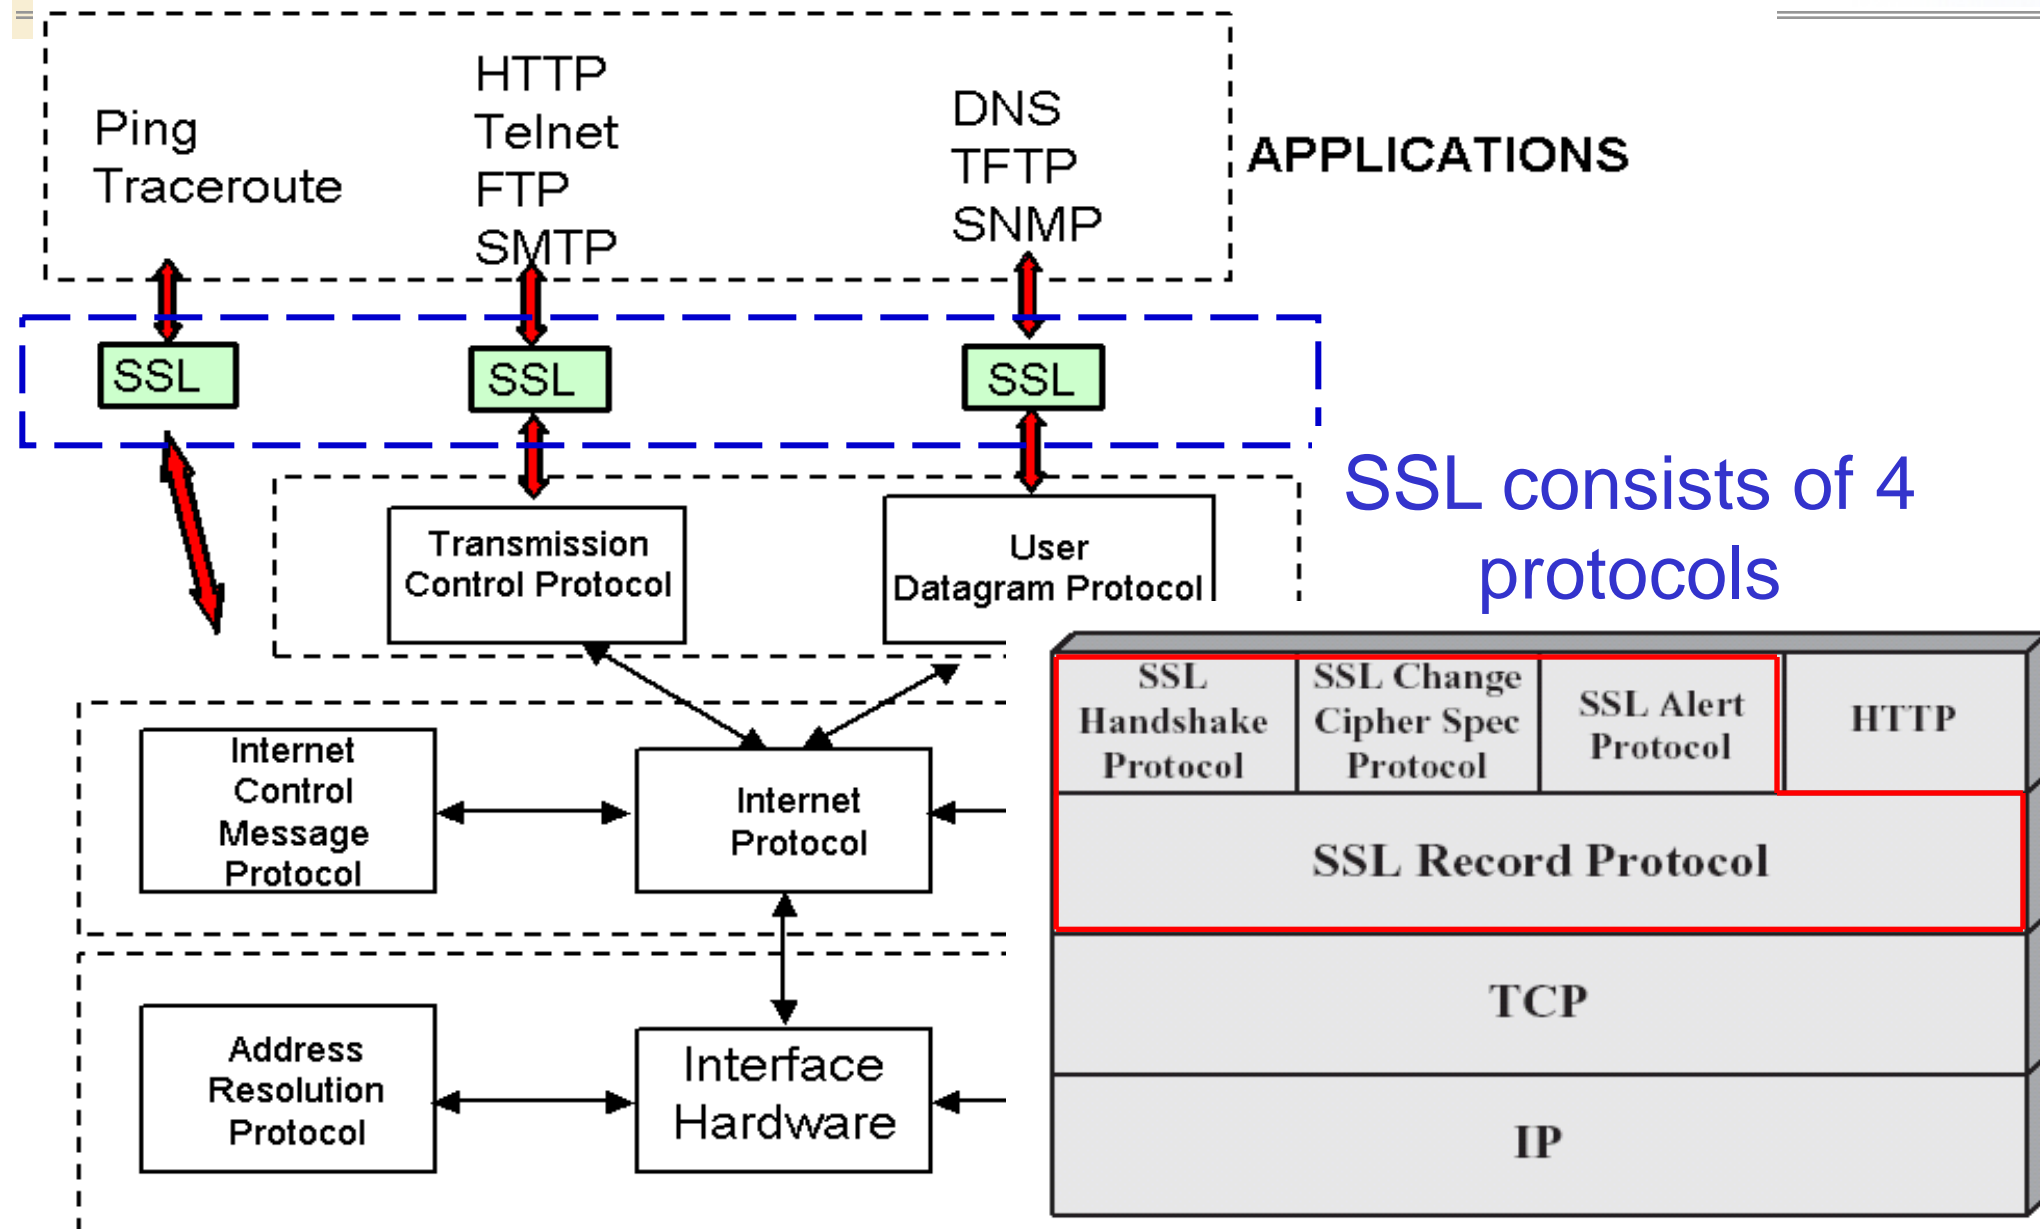 Ping
Traceroute
HTTP
Telnet
FTP
SMTP
DNS
TFTP
SNMP
APPLICATIONS
SSL
SSL
SSL
SSL consists of 4
protocols
Transmission
Control Protocol
User
Datagram Protocol
Internet
Control
Message
Protocol
Internet
Protocol
Address
Resolution
Protocol
Interface
Hardware
SSL
Handshake
Protocol
SSL Change
Cipher Spec
Protocol
SSL Alert
Protocol
HTTP
SSL Record Protocol
TCP
IP